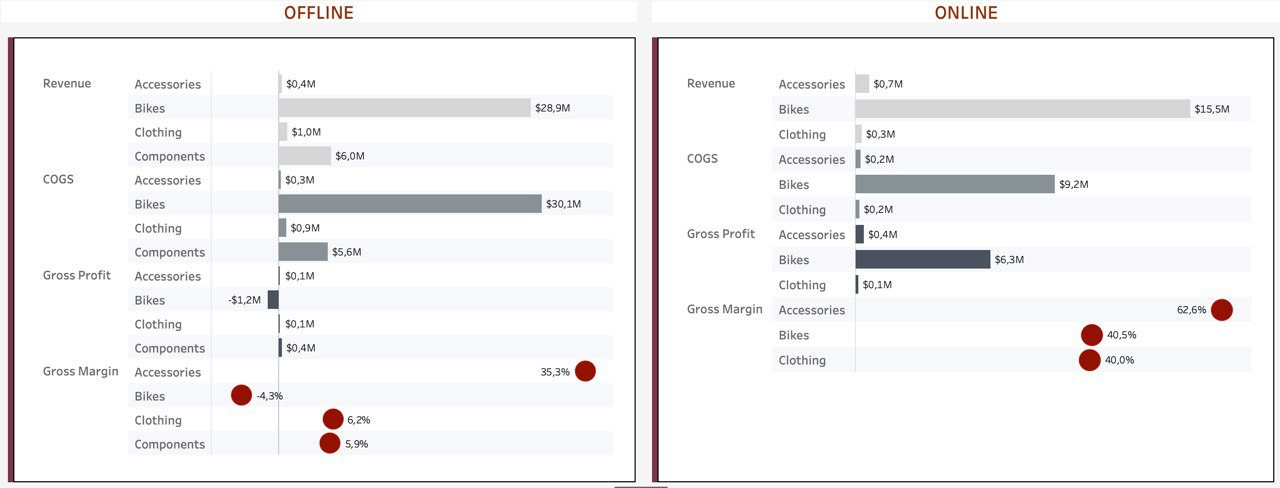 OFFLINE
Revenue Accessories $0,4M
Bikes $28,9M
Clothing $1,0M
Components $6,0M
COGS Accessories $0,3M
Bikes $30,1M
Clothing $0,9M
Components $5,6M
Gross Profit Accessories $0,1M
Bikes -$1,2M
Clothing $0,1M
Components $0,4M
Gross Margin Accessories 35,3%
Bikes -4,3%
Clothing 6,2%
Components 5,9%
ONLINE
Revenue Accessories $0,7M
Bikes $15,5M
Clothing $0,3M
COGS Accessories $0,2M
Bikes $9,2M
Clothing $0,2M
Gross Profit Accessories $0,4M
Bikes $6,3M
Clothing $0,1M
Gross Margin Accessories 62,6%
Bikes 40,5%
Clothing 40,0%